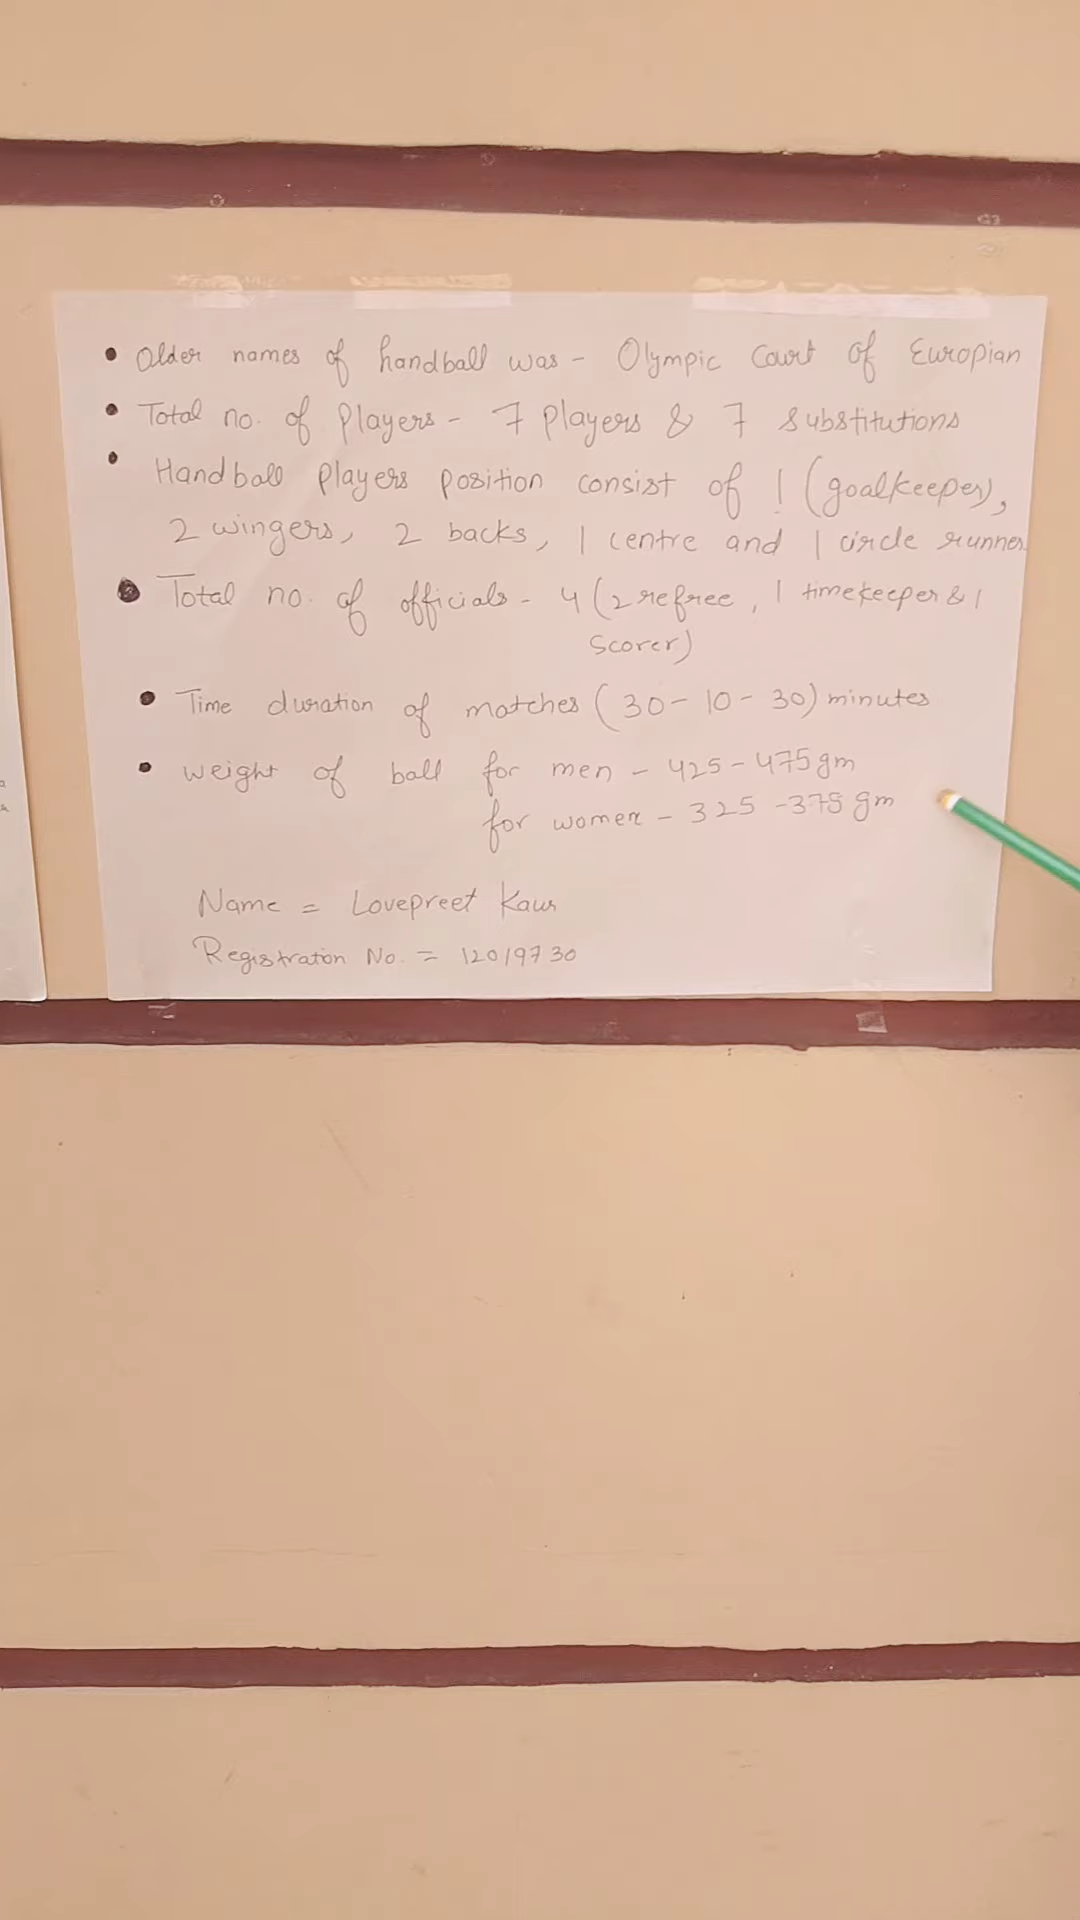 • Older names of handball was - Olympic Court of Europian
• Total no. of Players - 7 players & 7 substitutions
• Handball players position consist of 1 (goalkeeper),
2 wingers, 2 backs, 1 centre and 1 circle runner
• Total no. of officials - 4 (2 refree, 1 timekeeper & 1
scorer)
• Time duration of matches (30 - 10 - 30) minutes
• weight of ball for men - 425 - 475 gm
for women - 325 - 375 gm
Name = Lovepreet Kaur
Registration No. = 12019730